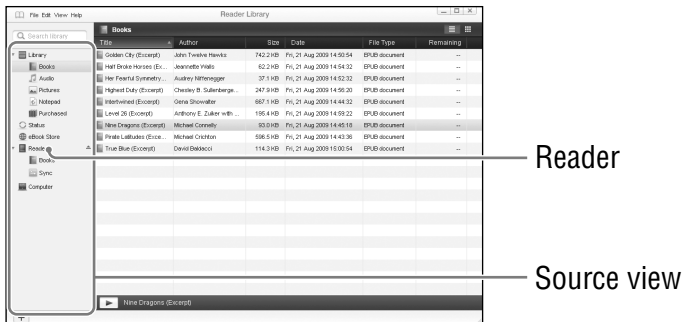 File Edit View Help
Reader Library
Search library
Library
Books
Audio
Pictures
Notepad
Purchased
Status
eBook Store
Reade
Books
Sync
Computer
Books
Title Author Size Date File Type Remaining
Golden City (Excerpt) John Twelve Hawks 742.2 KB Fri, 21 Aug 2009 14:50:54 EPUB document --
Half Broke Horses (Ex... Jeannette Walls 62.2 KB Fri, 21 Aug 2009 14:54:32 EPUB document --
Her Fearful Symmetry... Audrey Niffenegger 37.1 KB Fri, 21 Aug 2009 14:52:32 EPUB document --
Highest Duty (Excerpt) Chesley B. Sullenberge... 247.9 KB Fri, 21 Aug 2009 14:56:20 EPUB document --
Intertwined (Excerpt) Gena Showalter 667.1 KB Fri, 21 Aug 2009 14:44:32 EPUB document --
Level 26 (Excerpt) Anthony E. Zuiker with ... 195.4 KB Fri, 21 Aug 2009 14:59:22 EPUB document --
Nine Dragons (Excerpt) Michael Connelly 93.0 KB Fri, 21 Aug 2009 14:45:18 EPUB document --
Pirate Latitudes (Exce... Michael Crichton 596.5 KB Fri, 21 Aug 2009 14:43:36 EPUB document --
True Blue (Excerpt) David Baldacci 114.3 KB Fri, 21 Aug 2009 15:00:54 EPUB document --
Nine Dragons (Excerpt)
Reader
Source view